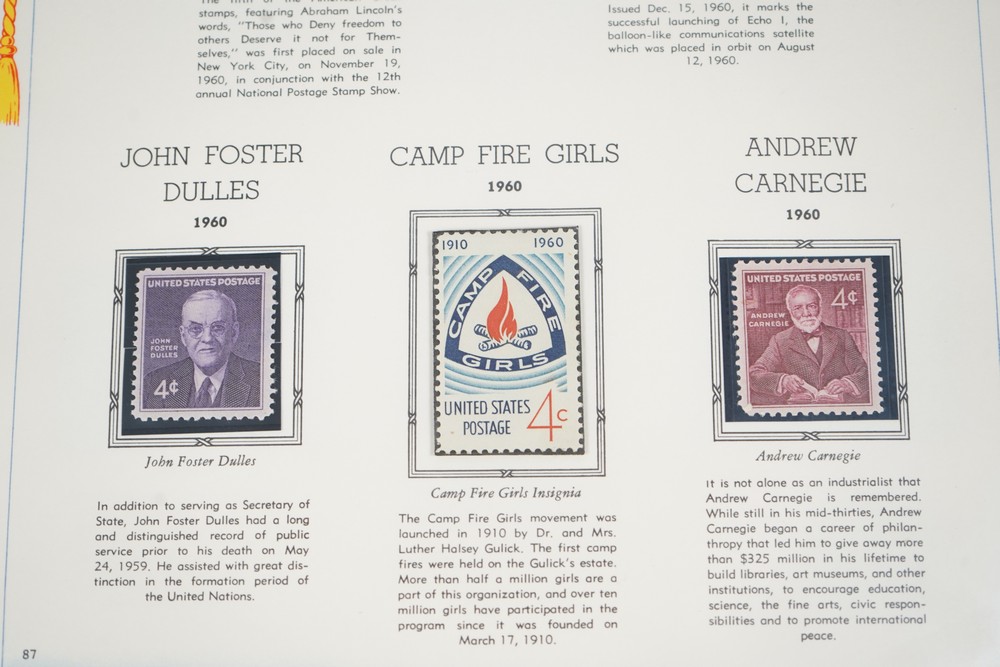 stamps, featuring Abraham Lincoln's
words, "Those who Deny freedom to
others Deserve it not for Them-
selves," was first placed on sale in
New York City, on November 19,
1960, in conjunction with the 12th
annual National Postage Stamp Show.
Issued Dec. 15, 1960, it marks the
successful launching of Echo I, the
balloon-like communications satellite
which was placed in orbit on August
12, 1960.
JOHN FOSTER
DULLES
1960
UNITED STATES POSTAGE
JOHN
FOSTER
DULLES
4¢
John Foster Dulles
In addition to serving as Secretary of
State, John Foster Dulles had a long
and distinguished record of public
service prior to his death on May
24, 1959. He assisted with great dis-
tinction in the formation period of
the United Nations.
CAMP FIRE GIRLS
1960
1910 1960
CAMP FIRE
GIRLS
UNITED STATES
POSTAGE
4c
Camp Fire Girls Insignia
The Camp Fire Girls movement was
launched in 1910 by Dr. and Mrs.
Luther Halsey Gulick. The first camp
fires were held on the Gulick's estate.
More than half a million girls are a
part of this organization, and over ten
million girls have participated in the
program since it was founded on
March 17, 1910.
ANDREW
CARNEGIE
1960
UNITED STATES POSTAGE
4¢
ANDREW
CARNEGIE
Andrew Carnegie
It is not alone as an industrialist that
Andrew Carnegie is remembered.
While still in his mid-thirties, Andrew
Carnegie began a career of philan-
thropy that led him to give away more
than $325 million in his lifetime to
build libraries, art museums, and other
institutions, to encourage education,
science, the fine arts, civic respon-
sibilities and to promote international
peace.
87